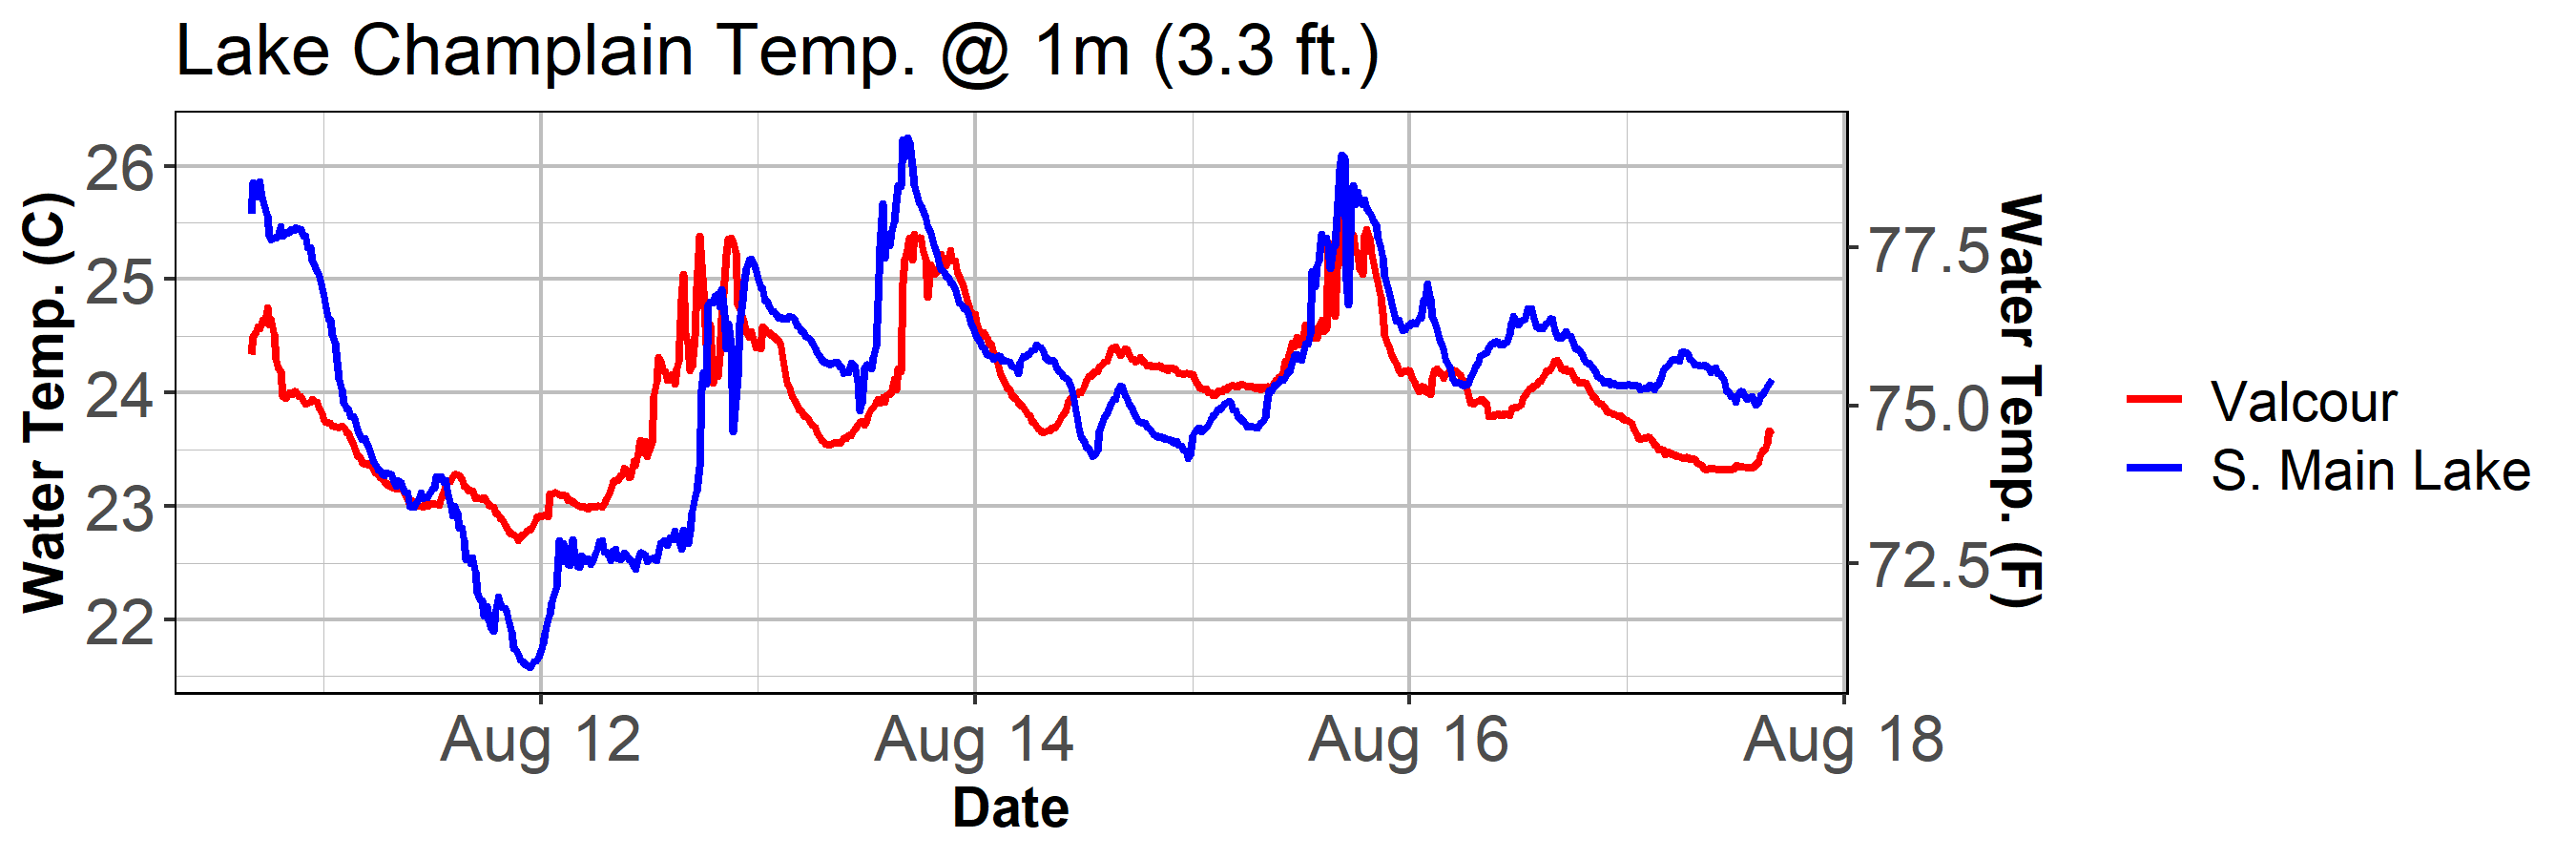 Lake Champlain Temp. @ 1m (3.3 ft.)
Water Temp. (C)
26
25
24
23
22
77.5
75.0
72.5
Water Temp. (F)
Aug 12
Aug 14
Aug 16
Aug 18
Date
Valcour
S. Main Lake